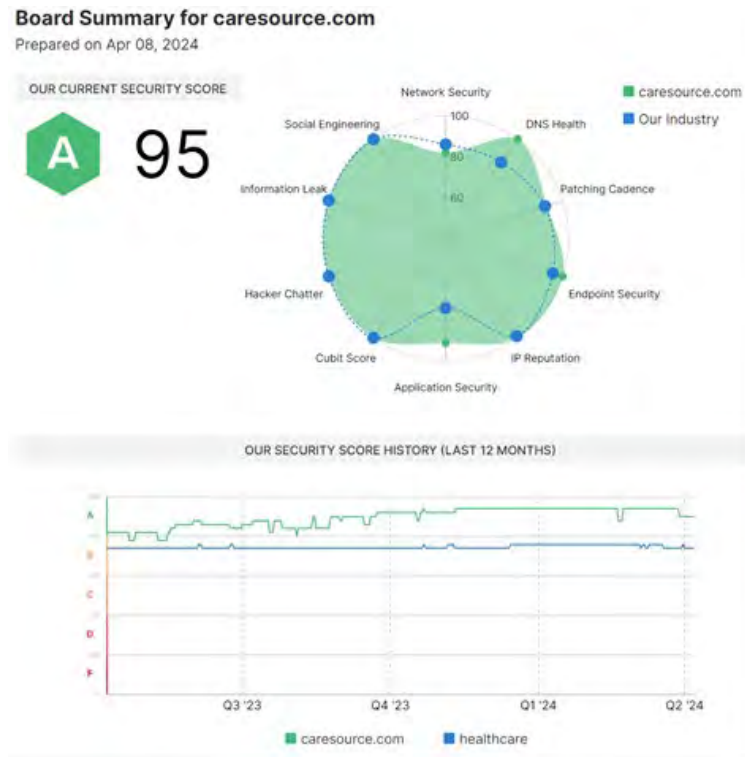 Board Summary for caresource.com
Prepared on Apr 08, 2024
OUR CURRENT SECURITY SCORE
A 95
Network Security
100
80
60
DNS Health
Patching Cadence
Endpoint Security
IP Reputation
Application Security
Cubit Score
Hacker Chatter
Information Leak
Social Engineering
caresource.com
Our Industry
OUR SECURITY SCORE HISTORY (LAST 12 MONTHS)
A
B
C
D
F
Q3 '23 Q4 '23 Q1 '24 Q2 '24
caresource.com healthcare